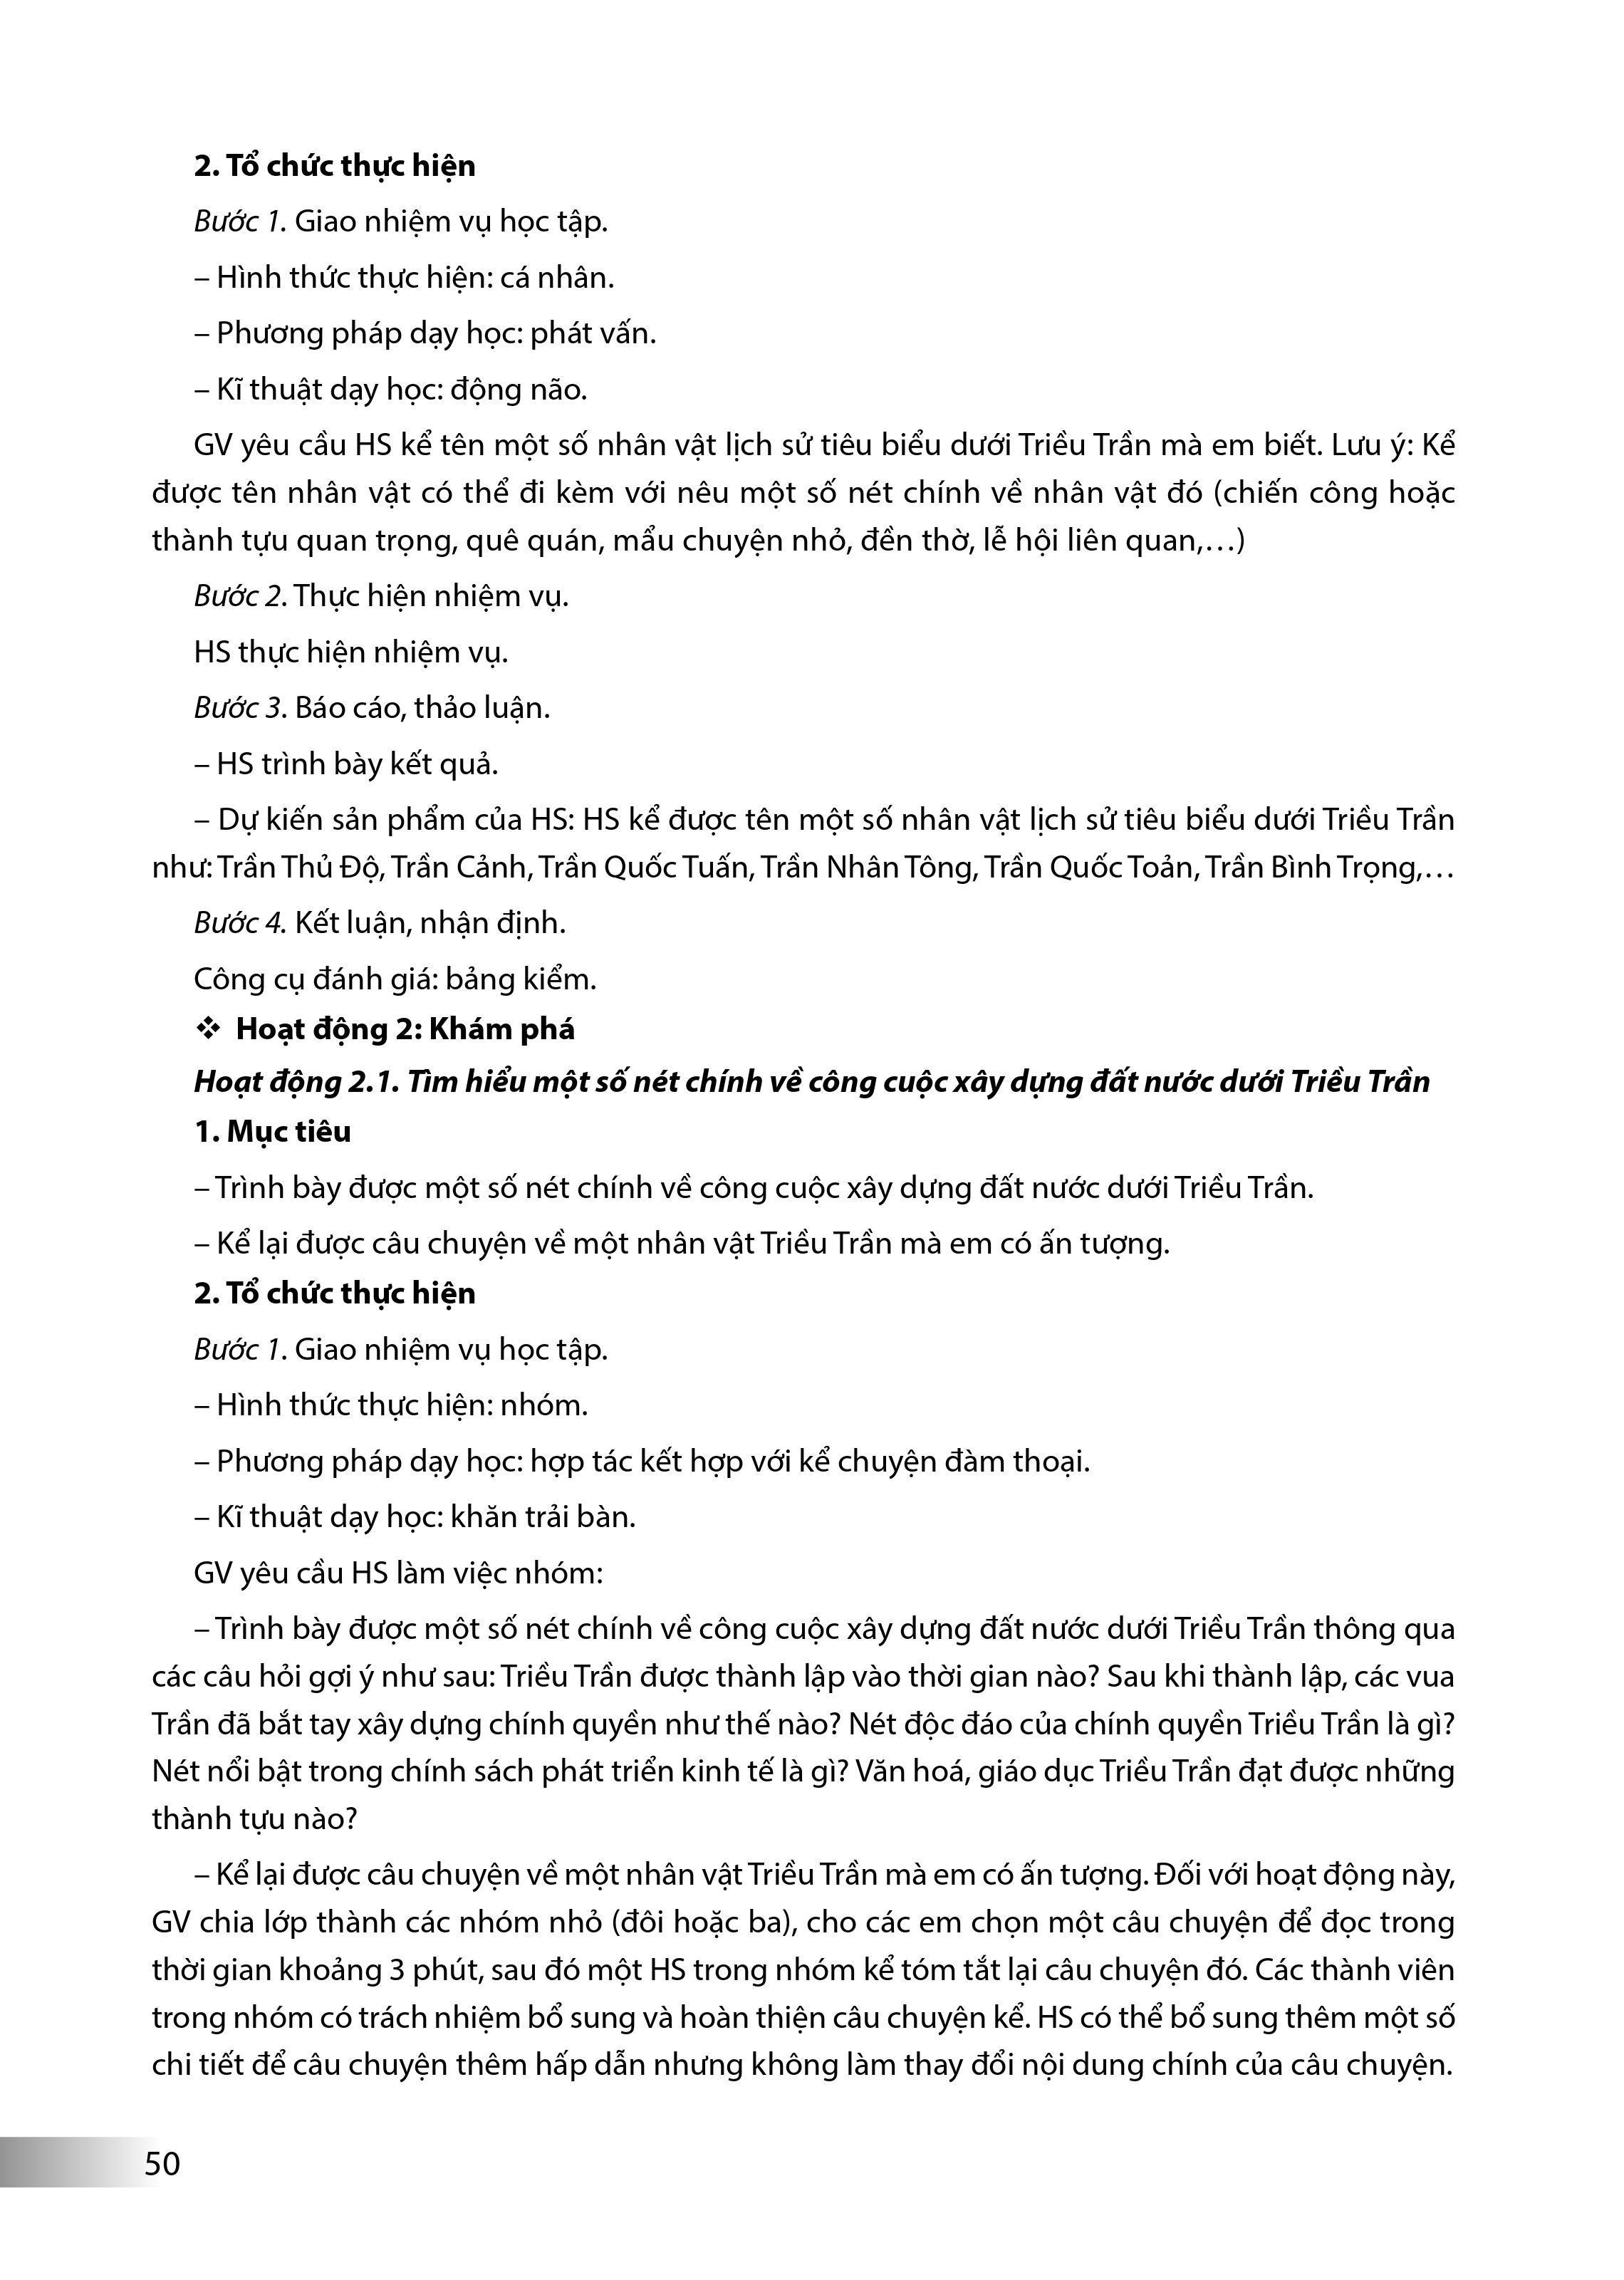 2. Tổ chức thực hiện
Bước 1. Giao nhiệm vụ học tập.
– Hình thức thực hiện: cá nhân.
– Phương pháp dạy học: phát vấn.
– Kĩ thuật dạy học: động não.
GV yêu cầu HS kể tên một số nhân vật lịch sử tiêu biểu dưới Triều Trần mà em biết. Lưu ý: Kể
được tên nhân vật có thể đi kèm với nêu một số nét chính về nhân vật đó (chiến công hoặc
thành tựu quan trọng, quê quán, mẩu chuyện nhỏ, đền thờ, lễ hội liên quan,…)
Bước 2. Thực hiện nhiệm vụ.
HS thực hiện nhiệm vụ.
Bước 3. Báo cáo, thảo luận.
– HS trình bày kết quả.
– Dự kiến sản phẩm của HS: HS kể được tên một số nhân vật lịch sử tiêu biểu dưới Triều Trần
như: Trần Thủ Độ, Trần Cảnh, Trần Quốc Tuấn, Trần Nhân Tông, Trần Quốc Toản, Trần Bình Trọng,…
Bước 4. Kết luận, nhận định.
Công cụ đánh giá: bảng kiểm.
❖ Hoạt động 2: Khám phá
Hoạt động 2.1. Tìm hiểu một số nét chính về công cuộc xây dựng đất nước dưới Triều Trần
1. Mục tiêu
– Trình bày được một số nét chính về công cuộc xây dựng đất nước dưới Triều Trần.
– Kể lại được câu chuyện về một nhân vật Triều Trần mà em có ấn tượng.
2. Tổ chức thực hiện
Bước 1. Giao nhiệm vụ học tập.
– Hình thức thực hiện: nhóm.
– Phương pháp dạy học: hợp tác kết hợp với kể chuyện đàm thoại.
– Kĩ thuật dạy học: khăn trải bàn.
GV yêu cầu HS làm việc nhóm:
– Trình bày được một số nét chính về công cuộc xây dựng đất nước dưới Triều Trần thông qua
các câu hỏi gợi ý như sau: Triều Trần được thành lập vào thời gian nào? Sau khi thành lập, các vua
Trần đã bắt tay xây dựng chính quyền như thế nào? Nét độc đáo của chính quyền Triều Trần là gì?
Nét nổi bật trong chính sách phát triển kinh tế là gì? Văn hoá, giáo dục Triều Trần đạt được những
thành tựu nào?
– Kể lại được câu chuyện về một nhân vật Triều Trần mà em có ấn tượng. Đối với hoạt động này,
GV chia lớp thành các nhóm nhỏ (đôi hoặc ba), cho các em chọn một câu chuyện để đọc trong
thời gian khoảng 3 phút, sau đó một HS trong nhóm kể tóm tắt lại câu chuyện đó. Các thành viên
trong nhóm có trách nhiệm bổ sung và hoàn thiện câu chuyện kể. HS có thể bổ sung thêm một số
chi tiết để câu chuyện thêm hấp dẫn nhưng không làm thay đổi nội dung chính của câu chuyện.
50